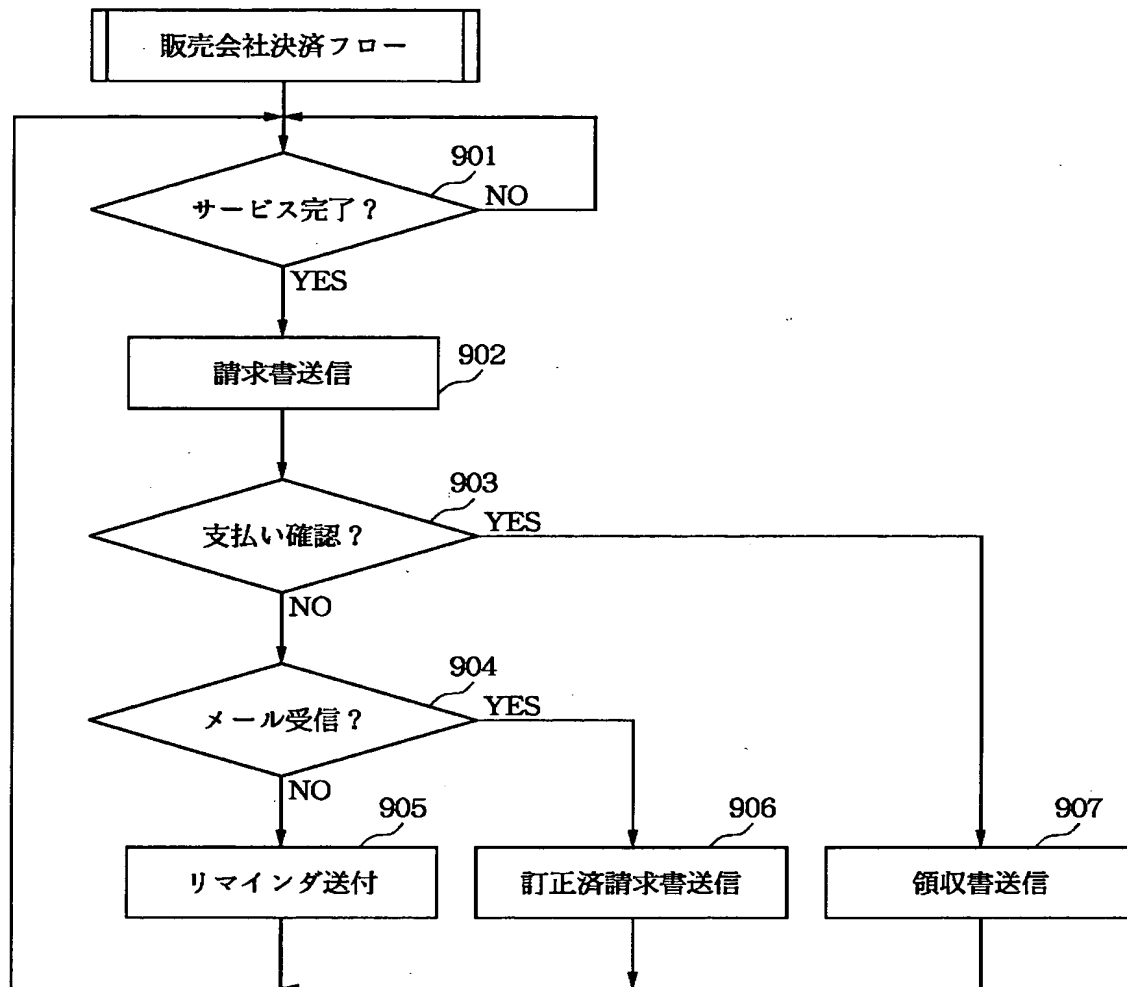 販売会社決済フロー
901
サービス完了？
NO
YES
902
請求書送信
903
支払い確認？
YES
NO
904
メール受信？
YES
NO
905
906
907
リマインダ送付
訂正済請求書送信
領収書送信